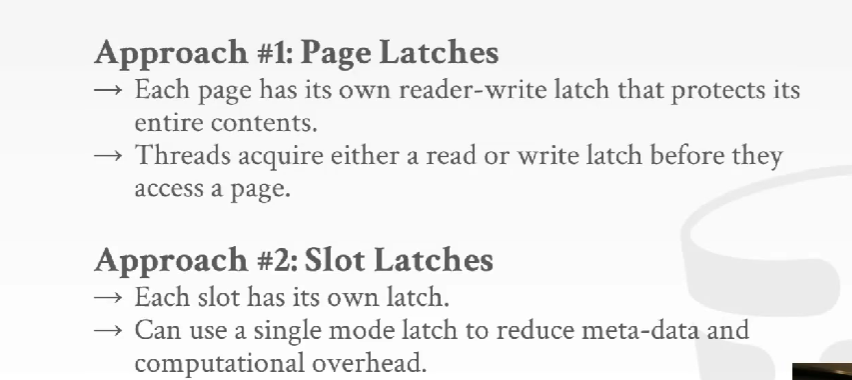 Approach #1: Page Latches
→ Each page has its own reader-write latch that protects its
entire contents.
→ Threads acquire either a read or write latch before they
access a page.
Approach #2: Slot Latches
→ Each slot has its own latch.
→ Can use a single mode latch to reduce meta-data and
computational overhead.